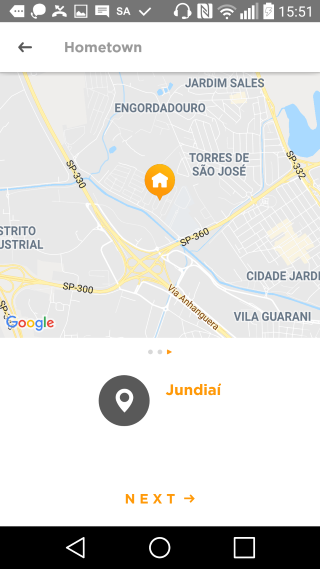 SA 15:51
Hometown
JARDIM SALES
ENGORDADOURO
SP-330
TORRES DE
SÃO JOSÉ
SP-332
STRITO
USTRIAL
SP-360
CIDADE JARDI
SP-300
Via Anhanguera
VILA GUARANI
Google
Jundiaí
NEXT